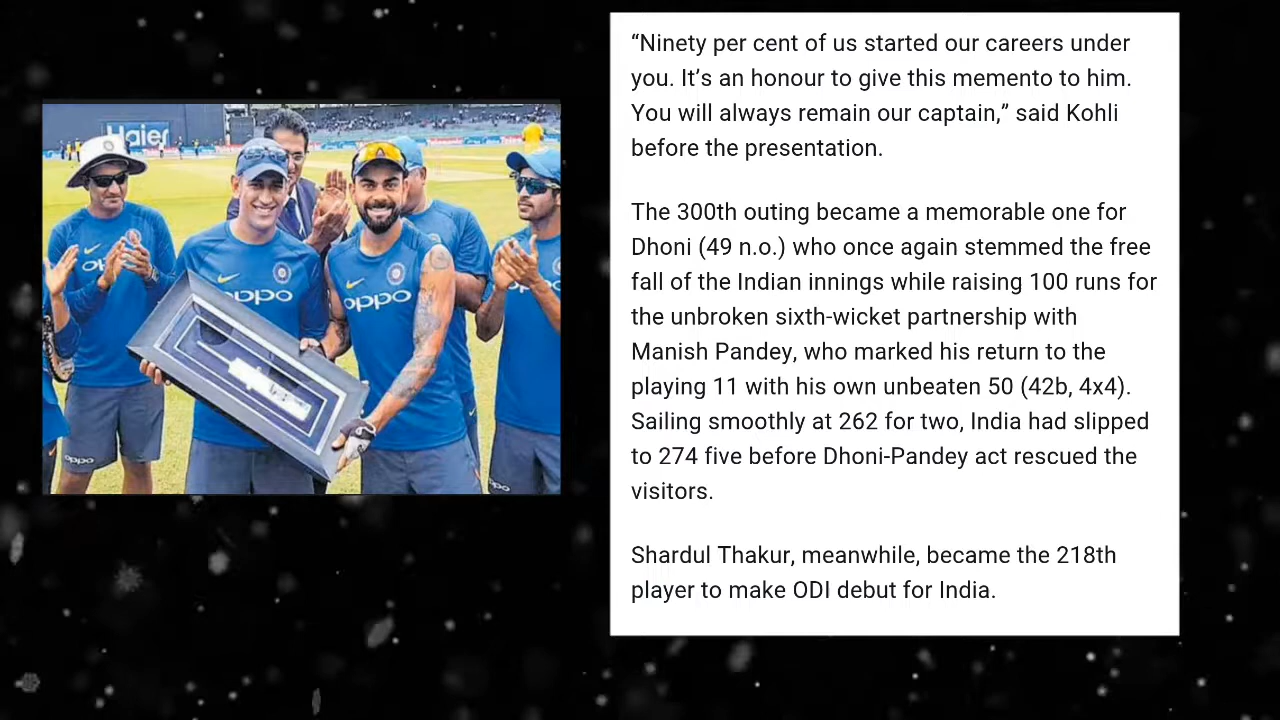 Haier
oppo
oppo
oppo
oppo
oppo
oppo
“Ninety per cent of us started our careers under
you. It’s an honour to give this memento to him.
You will always remain our captain,” said Kohli
before the presentation.
The 300th outing became a memorable one for
Dhoni (49 n.o.) who once again stemmed the free
fall of the Indian innings while raising 100 runs for
the unbroken sixth-wicket partnership with
Manish Pandey, who marked his return to the
playing 11 with his own unbeaten 50 (42b, 4x4).
Sailing smoothly at 262 for two, India had slipped
to 274 five before Dhoni-Pandey act rescued the
visitors.
Shardul Thakur, meanwhile, became the 218th
player to make ODI debut for India.